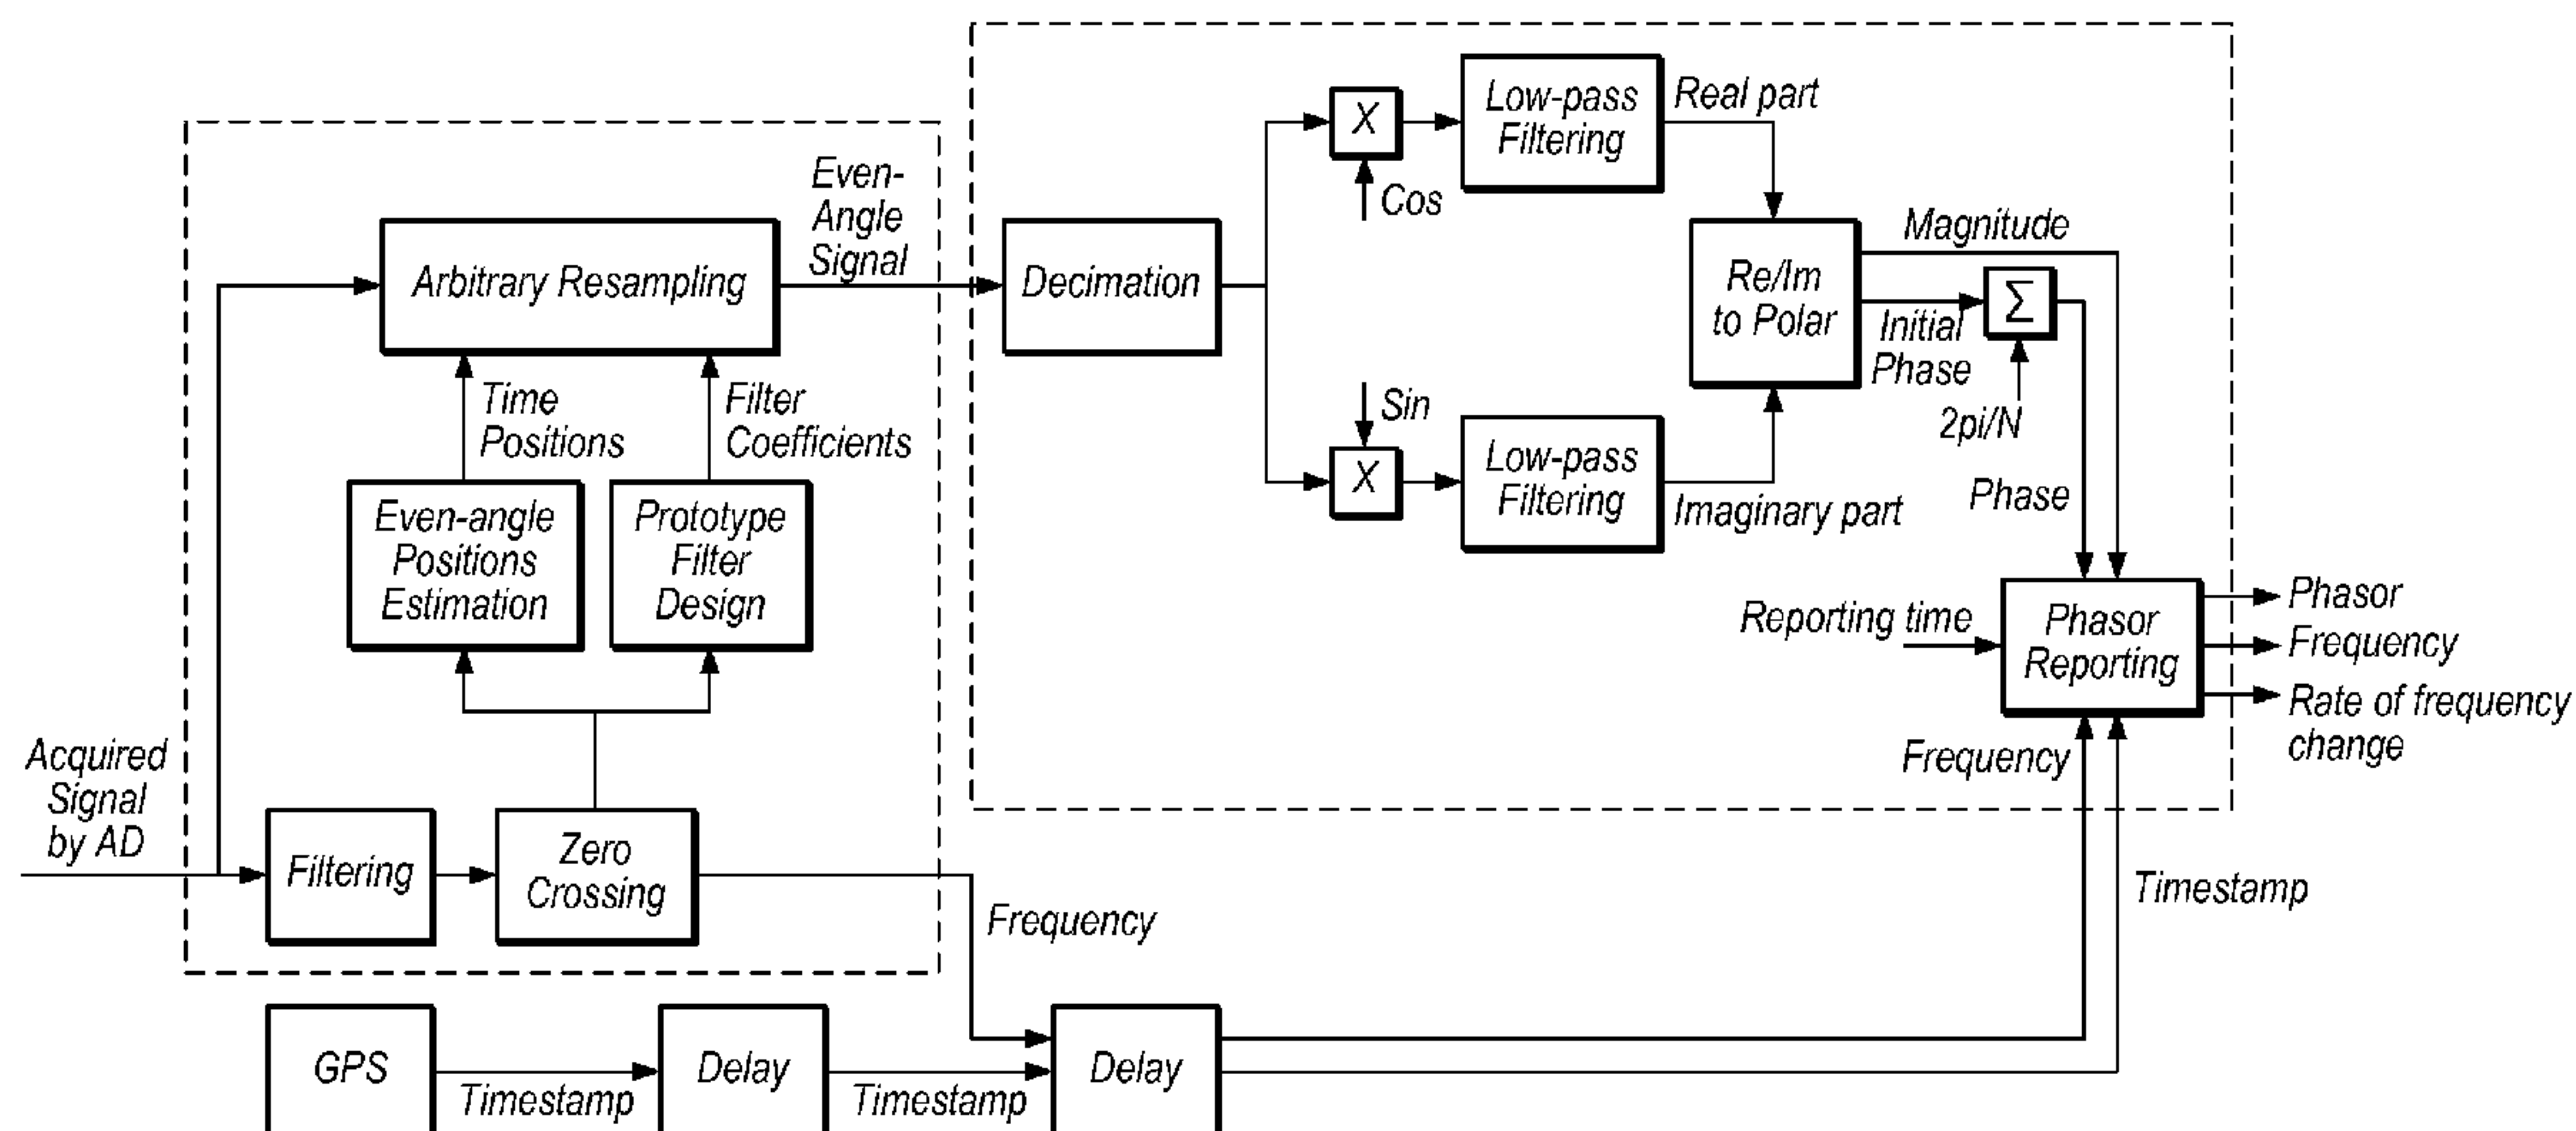 Acquired
Signal
by AD
Filtering
Zero
Crossing
Even-angle
Positions
Estimation
Prototype
Filter
Design
Time
Positions
Filter
Coefficients
Arbitrary Resampling
Even-
Angle
Signal
Decimation
X
Cos
Low-pass
Filtering
Real part
Sin
X
Low-pass
Filtering
Imaginary part
Re/Im
to Polar
Magnitude
Initial
Phase
Σ
2pi/N
Phase
Reporting time
Phasor
Reporting
Phasor
Frequency
Rate of frequency
change
Frequency
Timestamp
Frequency
GPS
Timestamp
Delay
Timestamp
Delay